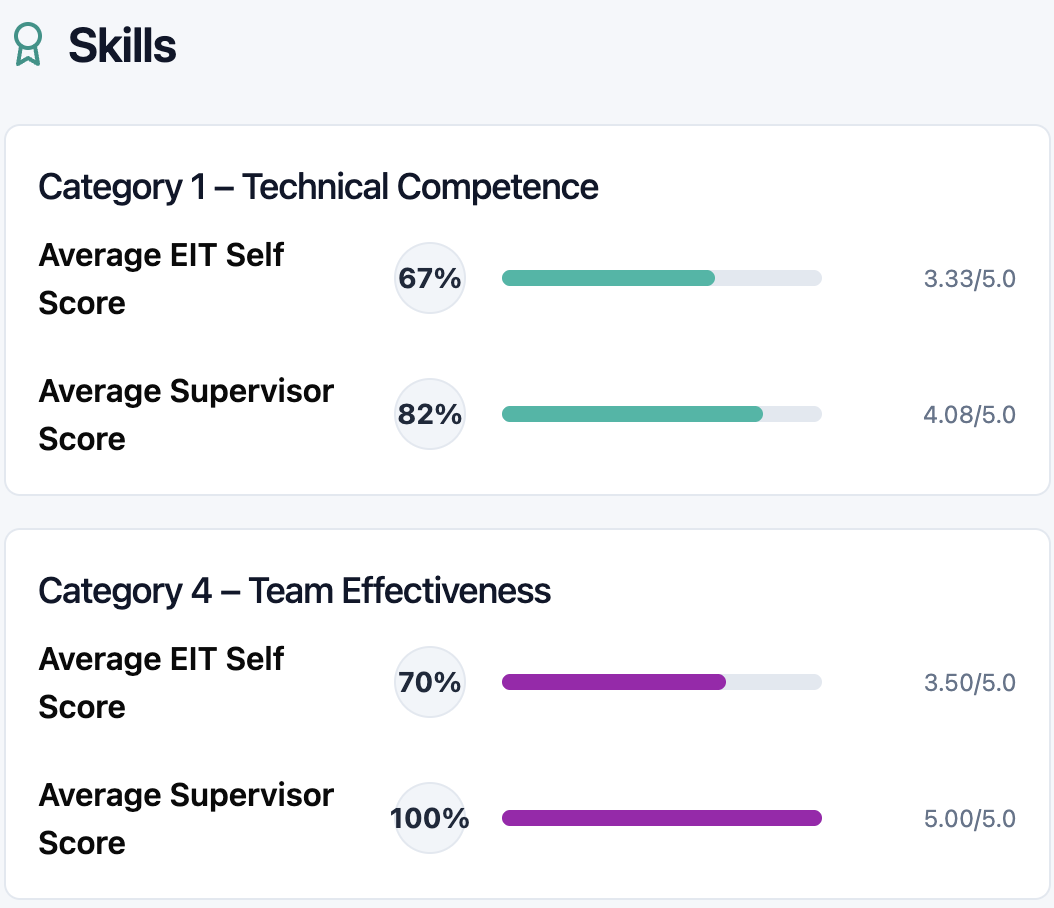 Skills
Category 1 – Technical Competence
Average EIT Self
Score
67%
3.33/5.0
Average Supervisor
Score
82%
4.08/5.0
Category 4 – Team Effectiveness
Average EIT Self
Score
70%
3.50/5.0
Average Supervisor
Score
100%
5.00/5.0